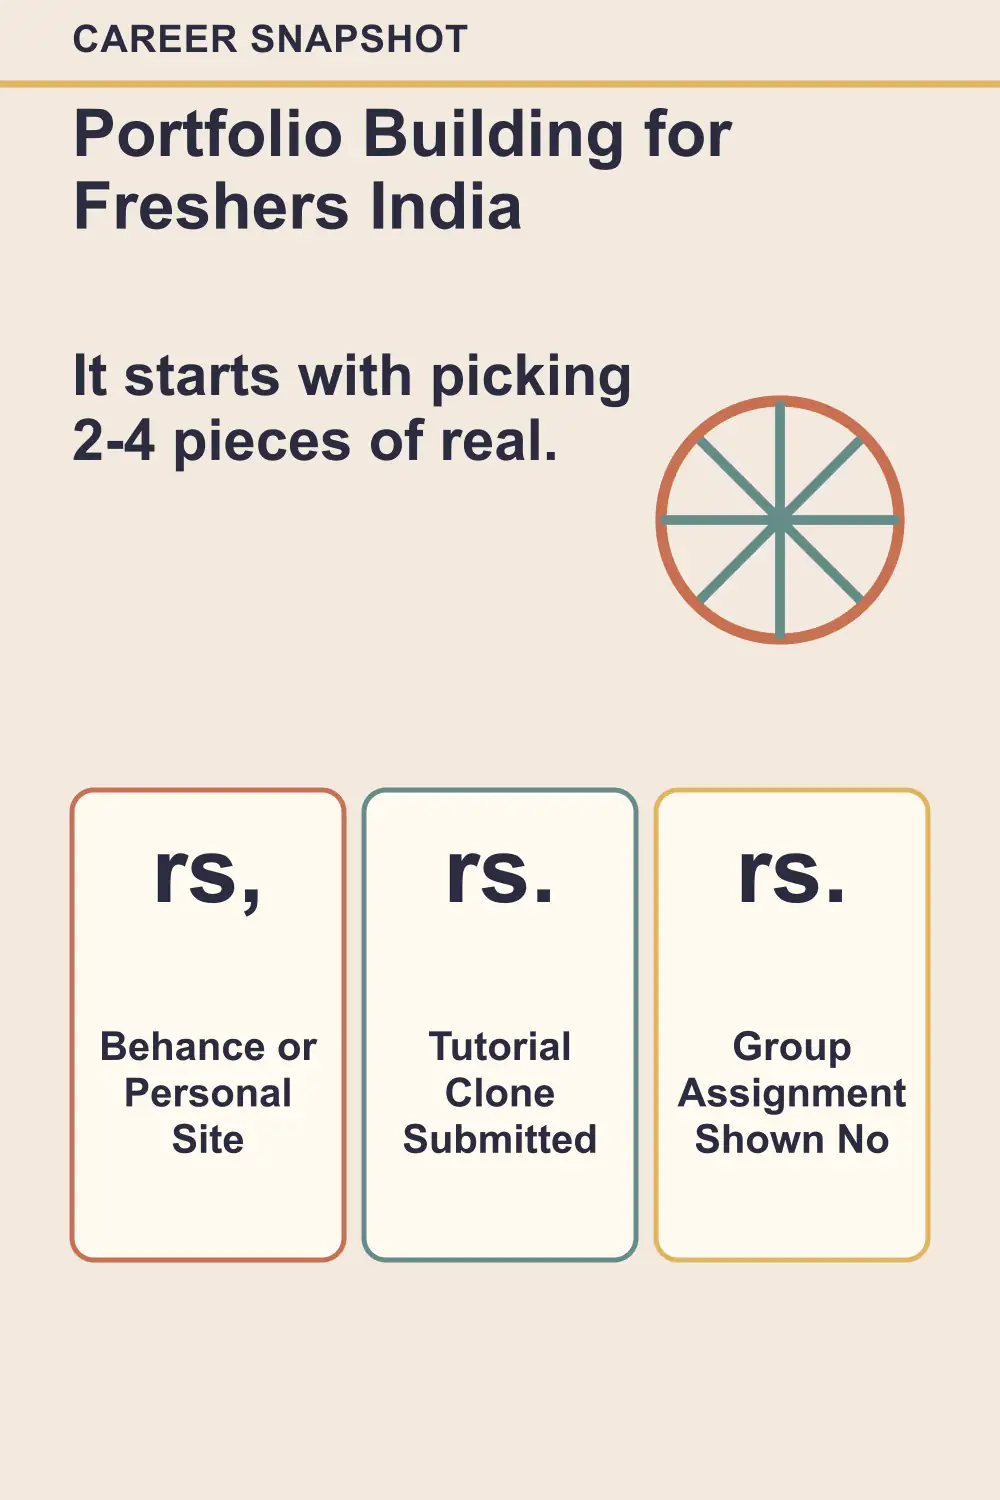 CAREER SNAPSHOT
Portfolio Building for
Freshers India
It starts with picking
2-4 pieces of real.
rs,
Behance or
Personal
Site
rs.
Tutorial
Clone
Submitted
rs.
Group
Assignment
Shown No